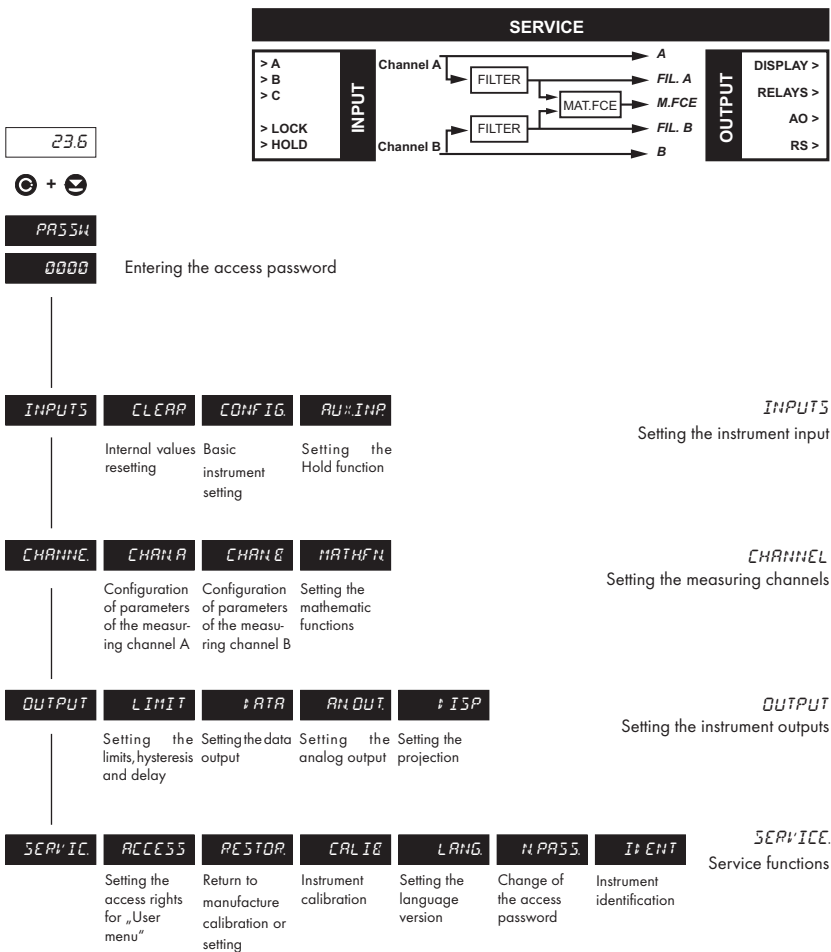 SERVICE
> A
> B
> C
> LOCK
> HOLD
INPUT
Channel A
Channel B
FILTER
FILTER
MAT.FCE
A
FIL. A
M.FCE
FIL. B
B
OUTPUT
DISPLAY >
RELAYS >
AO >
RS >
23.6
+
PASSW.
0000
Entering the access password
INPUTS
CLEAR
CONFIG.
AUX.INP.
INPUTS
Internal values
resetting
Basic
instrument
setting
Setting the
Hold function
Setting the instrument input
CHANNE.
CHAN.A
CHAN.B
MATH.FN.
CHANNEL
Configuration
of parameters
of the measur-
ing channel A
Configuration
of parameters
of the measu-
ring channel B
Setting the
mathematic
functions
Setting the measuring channels
OUTPUT
LIMIT
DATA
AN.OUT.
DISP
OUTPUT
Setting the
limits, hysteresis
and delay
Setting the data
output
Setting the
analog output
Setting the
projection
Setting the instrument outputs
SERVIC.
ACCESS
RESTOR.
CALIB
LANG.
N.PASS.
IDENT
SERVICE.
Setting the
access rights
for „User
menu“
Return to
manufacture
calibration or
setting
Instrument
calibration
Setting the
language
version
Change of
the access
password
Instrument
identification
Service functions